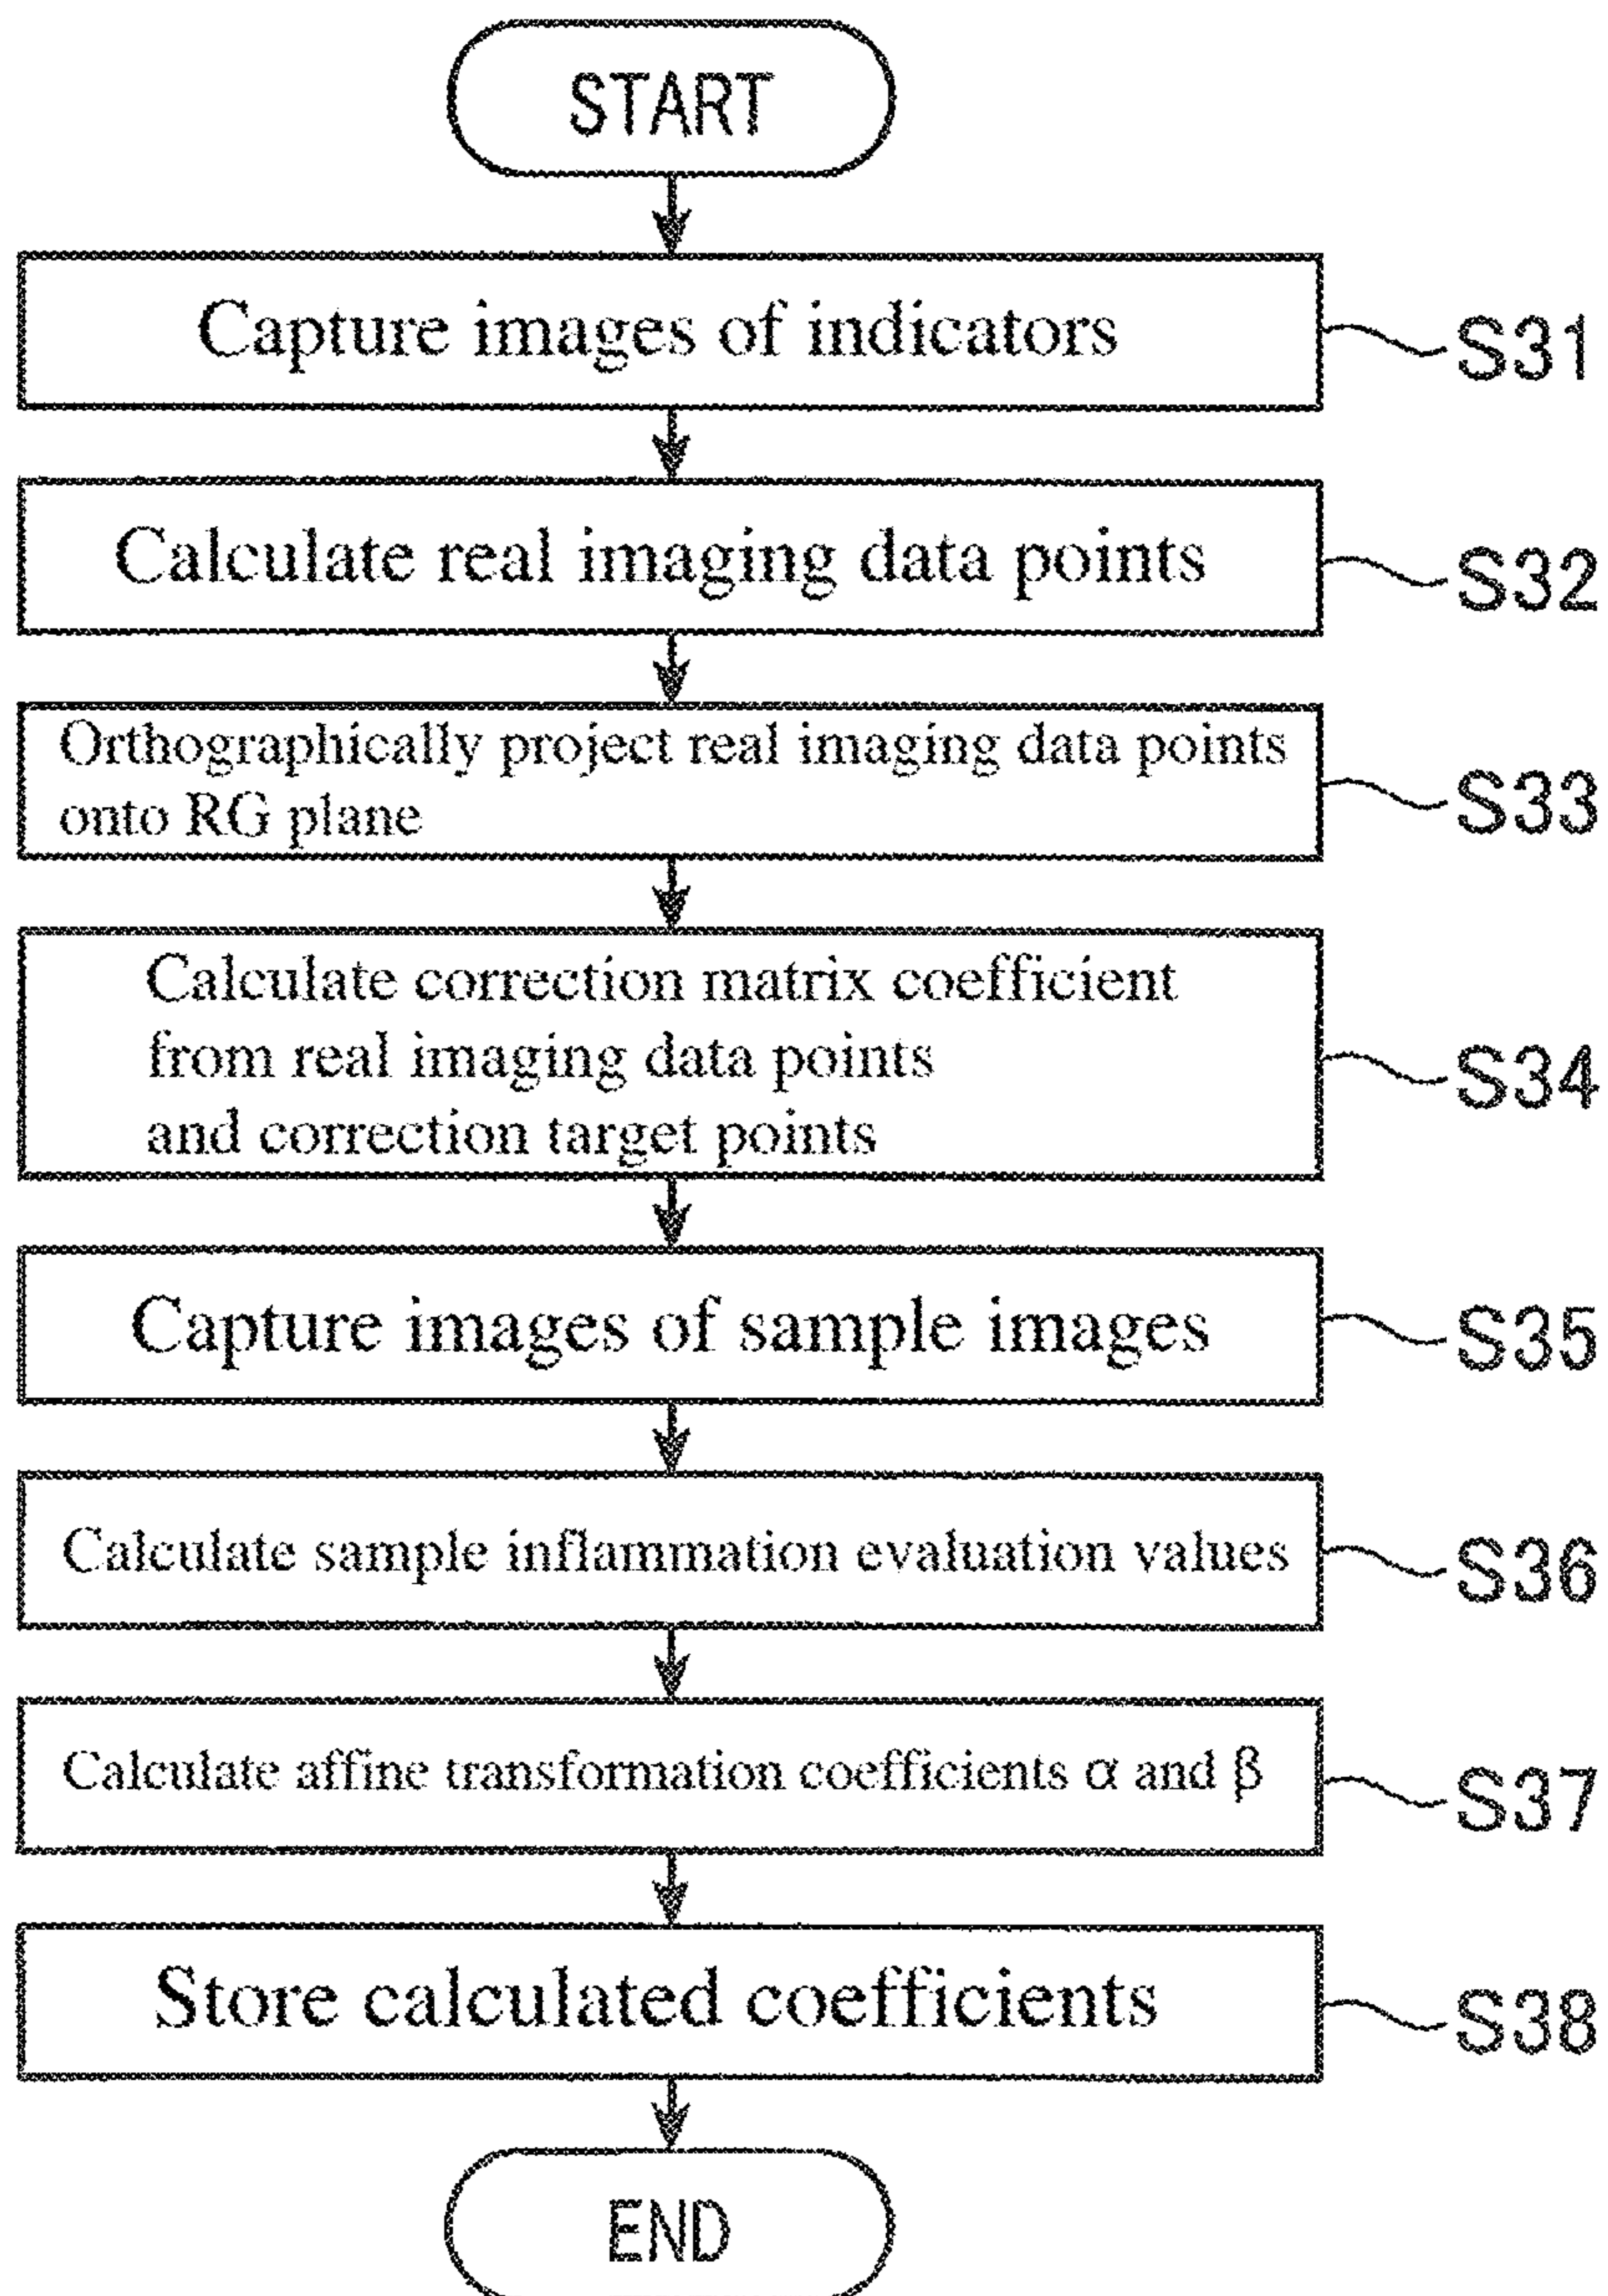 START
Capture images of indicators
S31
Calculate real imaging data points
S32
Orthographically project real imaging data points
onto RG plane
S33
Calculate correction matrix coefficient
from real imaging data points
and correction target points
S34
Capture images of sample images
S35
Calculate sample inflammation evaluation values
S36
Calculate affine transformation coefficients α and β
S37
Store calculated coefficients
S38
END